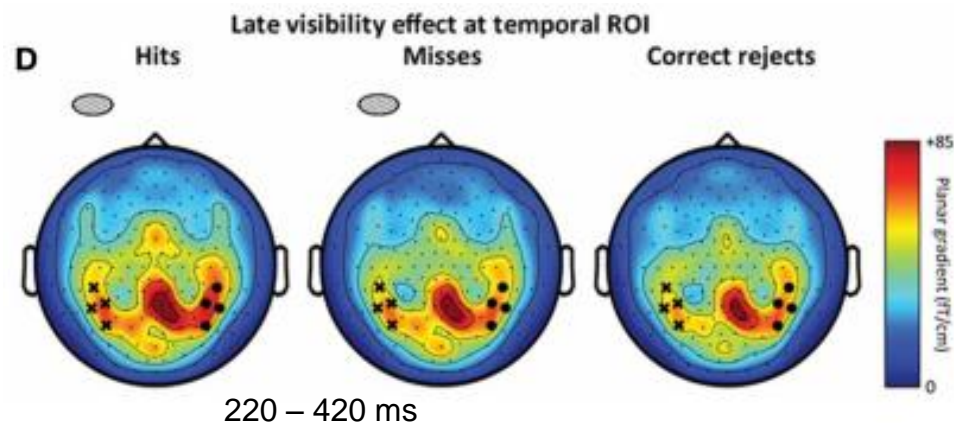 Late visibility effect at temporal ROI
D
Hits
Misses
Correct rejects
+85
Planar gradient (fT/cm)
0
220 – 420 ms